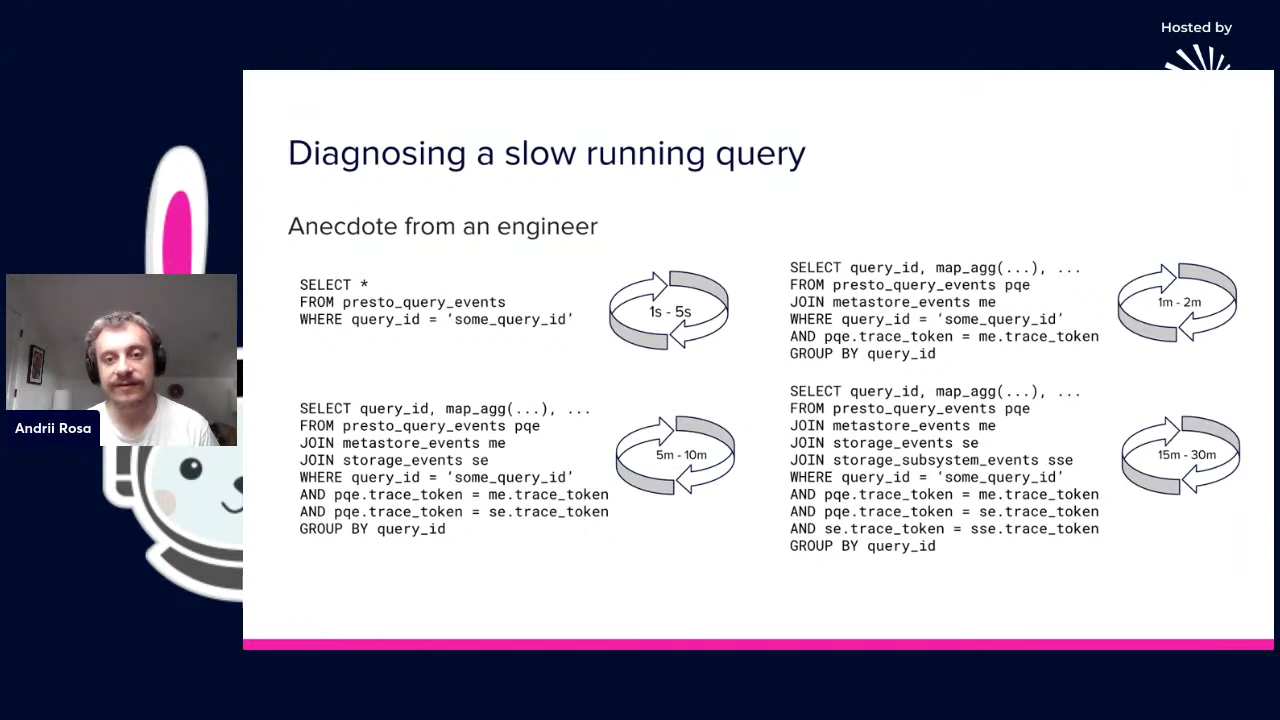 Hosted by
Diagnosing a slow running query
Anecdote from an engineer
SELECT *
FROM presto_query_events
WHERE query_id = ‘some_query_id’
1s - 5s
SELECT query_id, map_agg(...), ...
FROM presto_query_events pqe
JOIN metastore_events me
WHERE query_id = ‘some_query_id’
AND pqe.trace_token = me.trace_token
GROUP BY query_id
1m - 2m
SELECT query_id, map_agg(...), ...
FROM presto_query_events pqe
JOIN metastore_events me
JOIN storage_events se
WHERE query_id = ‘some_query_id’
AND pqe.trace_token = me.trace_token
AND pqe.trace_token = se.trace_token
GROUP BY query_id
5m - 10m
SELECT query_id, map_agg(...), ...
FROM presto_query_events pqe
JOIN metastore_events me
JOIN storage_events se
JOIN storage_subsystem_events sse
WHERE query_id = ‘some_query_id’
AND pqe.trace_token = me.trace_token
AND pqe.trace_token = se.trace_token
AND se.trace_token = sse.trace_token
GROUP BY query_id
15m - 30m
Andrii Rosa